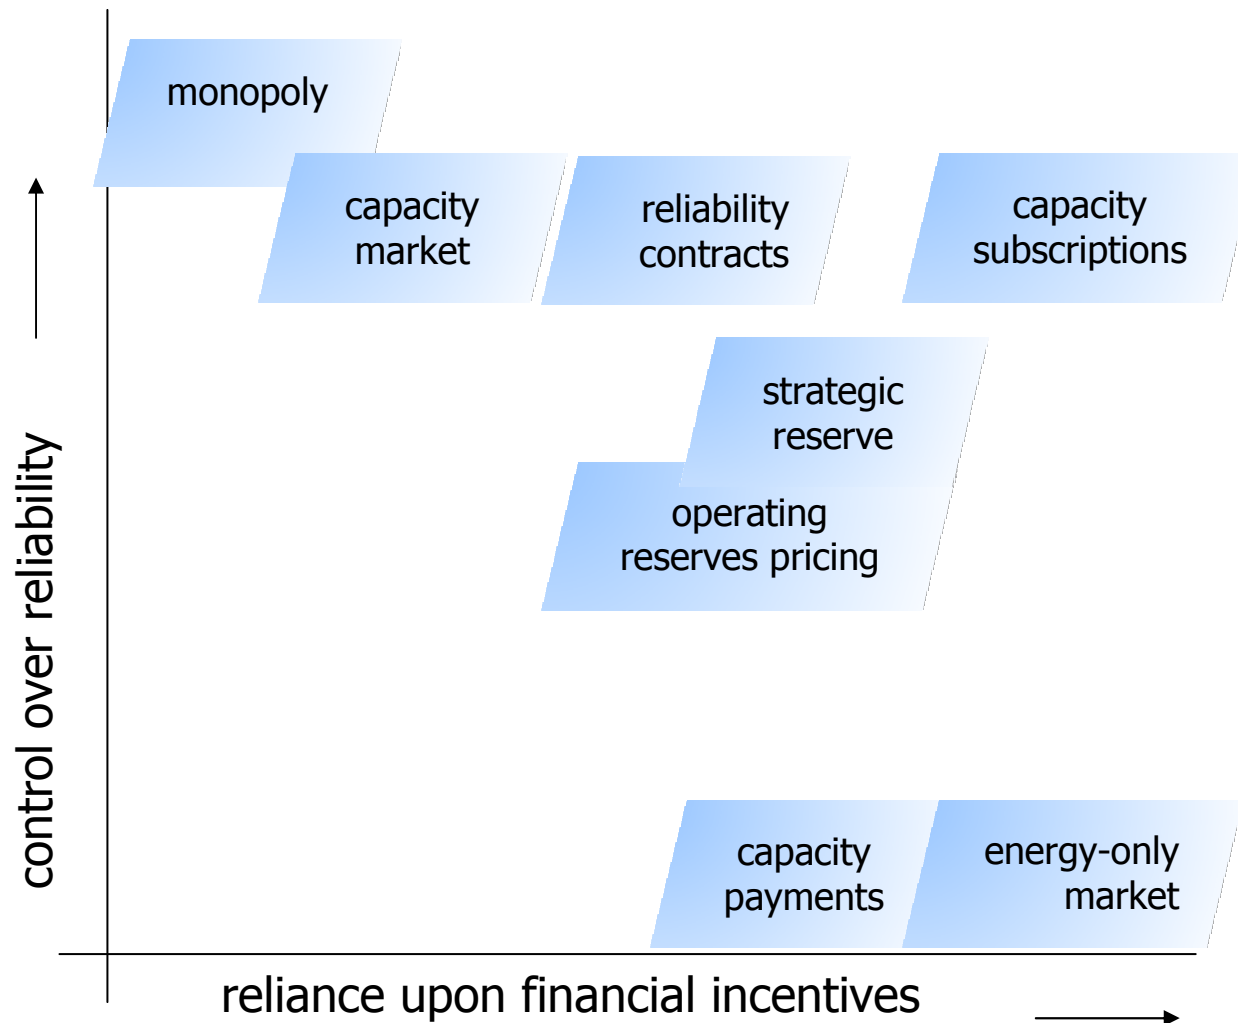 monopoly
capacity
market
reliability
contracts
capacity
subscriptions
strategic
reserve
operating
reserves pricing
capacity
payments
energy-only
market
control over reliability
reliance upon financial incentives